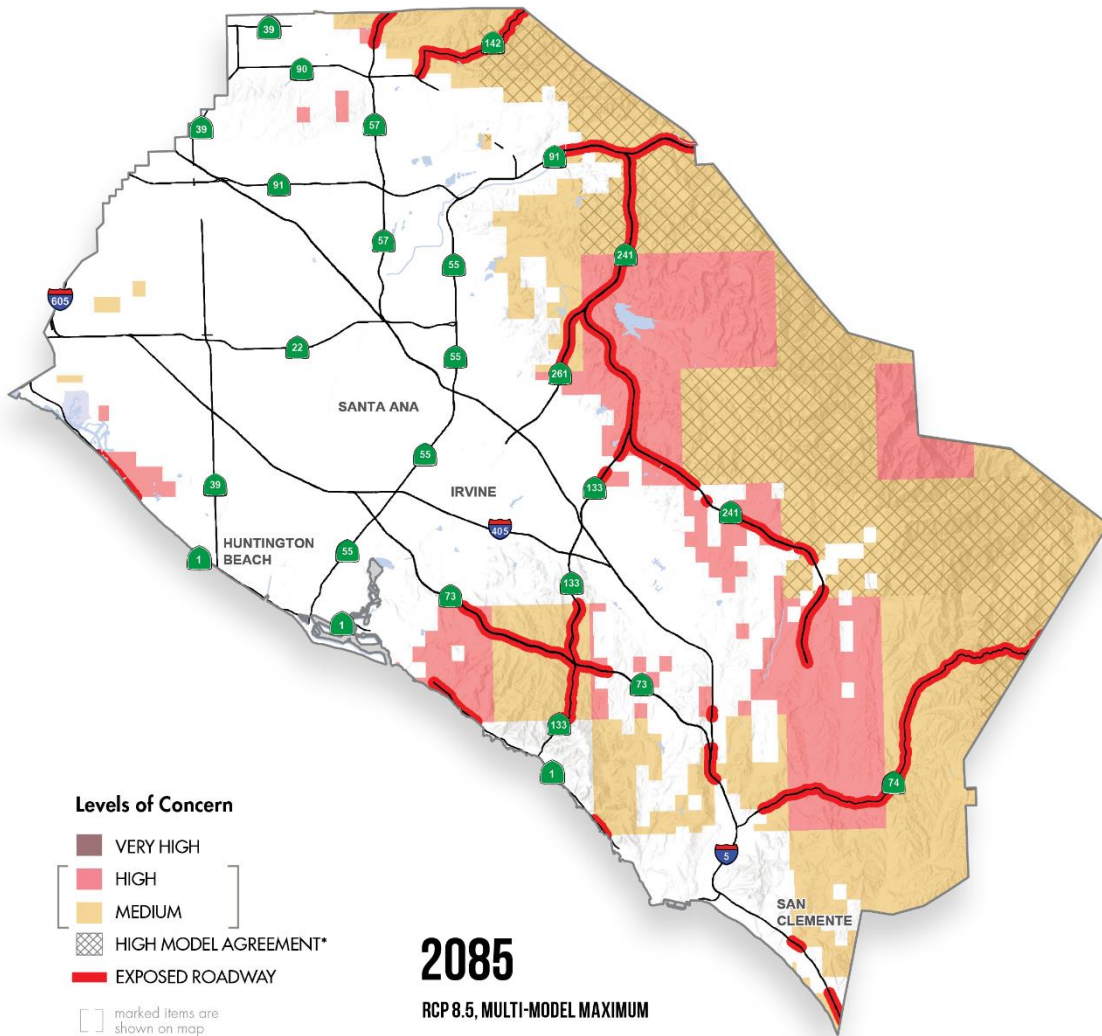 39
142
90
57
39
91
91
57
55
241
605
22
55
261
SANTA ANA
55
IRVINE
133
39
241
405
HUNTINGTON
BEACH
1
55
133
73
1
73
133
1
74
5
SAN
CLEMENTE
Levels of Concern
VERY HIGH
HIGH
MEDIUM
HIGH MODEL AGREEMENT*
EXPOSED ROADWAY
marked items are
shown on map
2085
RCP 8.5, MULTI-MODEL MAXIMUM